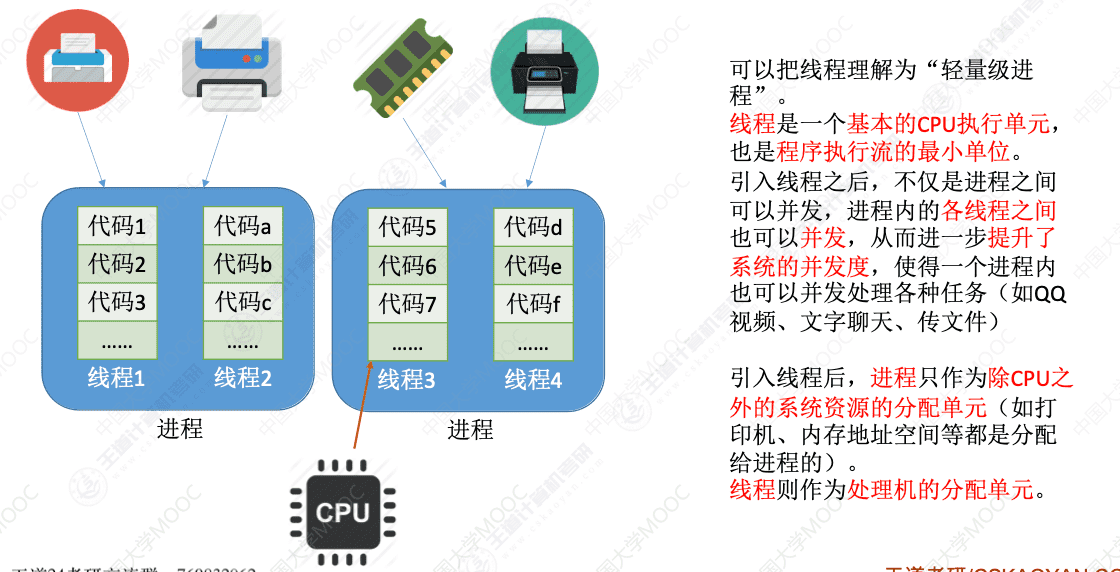 可以把线程理解为“轻量级进
程”。
线程是一个基本的CPU执行单元，
也是程序执行流的最小单位。
引入线程之后，不仅是进程之间
可以并发，进程内的各线程之间
也可以并发，从而进一步提升了
系统的并发度，使得一个进程内
也可以并发处理各种任务（如QQ
视频、文字聊天、传文件）
引入线程后，进程只作为除CPU之
外的系统资源的分配单元（如打
印机、内存地址空间等都是分配
给进程的）。
线程则作为处理机的分配单元。
代码1
代码2
代码3
……
线程1
代码a
代码b
代码c
……
线程2
进程
代码5
代码6
代码7
……
线程3
代码d
代码e
代码f
……
线程4
进程
CPU
中国大学MOOC
王道计算机考研